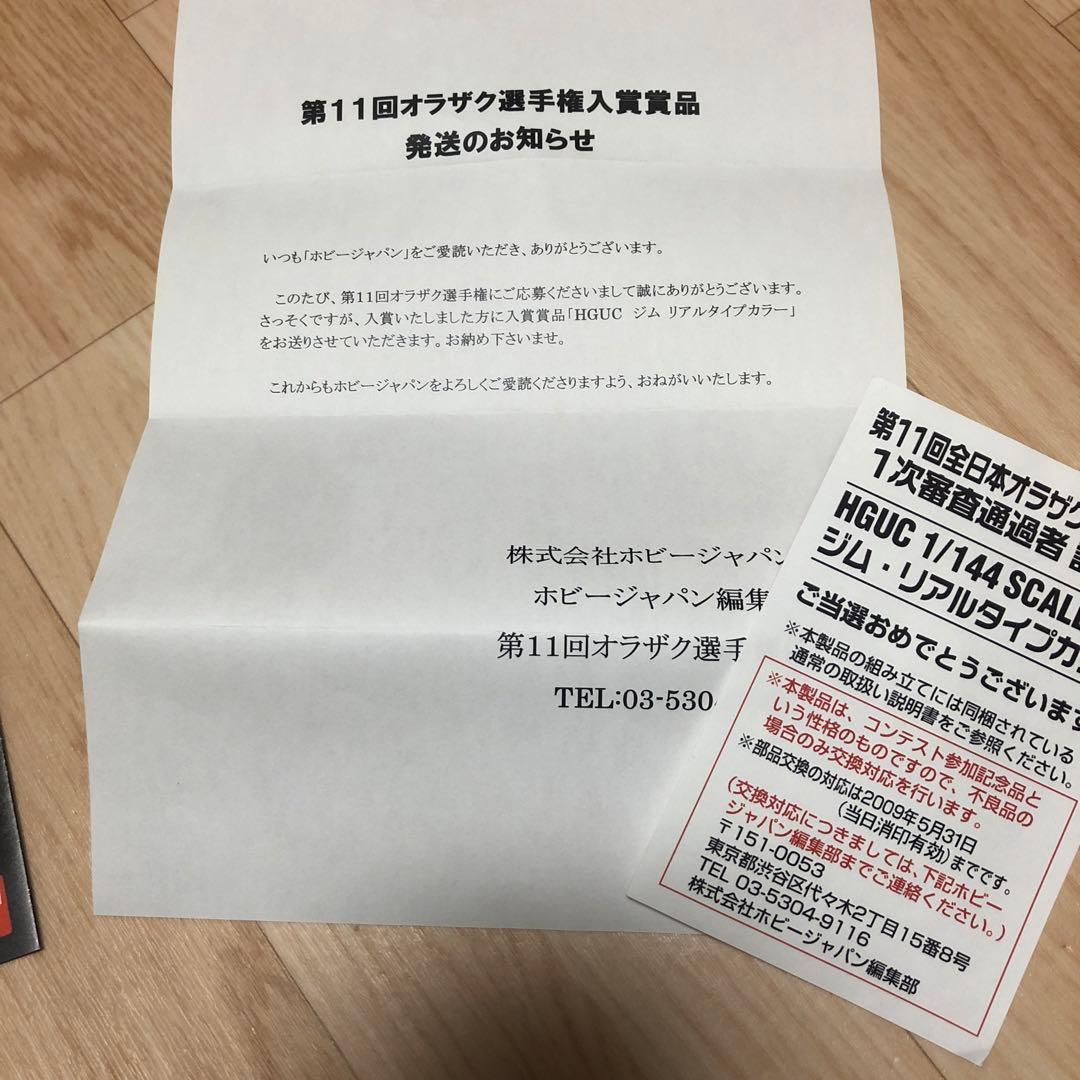 第11回オラザク選手権入賞賞品
発送のお知らせ
いつも「ホビージャパン」をご愛読いただき、ありがとうございます。
このたび、第11回オラザク選手権にご応募くださいまして誠にありがとうございます。
さっそくですが、入賞いたしました方に入賞賞品「HGUC ジム リアルタイプカラー」
をお送りさせていただきます。お納め下さいませ。
これからもホビージャパンをよろしくご愛読くださりますよう、おねがいいたします。
株式会社ホビージャパン
ホビージャパン編集
第11回オラザク選手
TEL:03-530
第11回全日本オラザク
1次審査通過者
HGUC 1/144 SCALE
ジム・リアルタイプカ
ご当選おめでとうございます
※本製品の組み立てには同梱されている
通常の取扱い説明書をご参照ください。
※本製品は、コンテスト参加記念品と
いう性格のものですので、不良品の
場合のみ交換対応を行います。
※部品交換の対応は2009年5月31日
(当日消印有効)までです。
(交換対応につきましては、下記ホビー
ジャパン編集部までご連絡ください。)
〒151-0053
東京都渋谷区代々木2丁目15番8号
TEL 03-5304-9116
株式会社ホビージャパン編集部